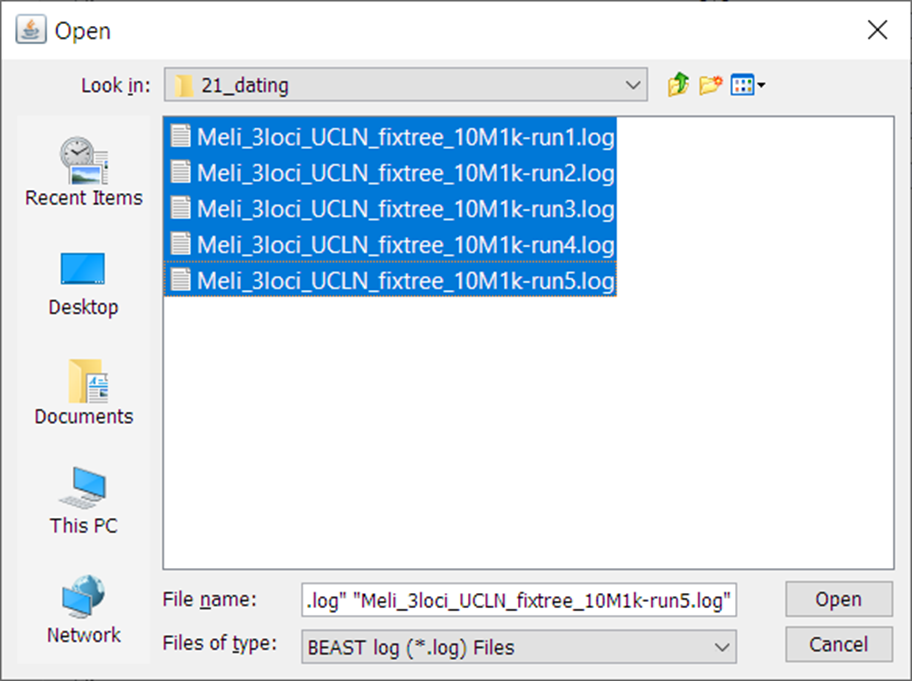 Open
Look in:
21_dating
Meli_3loci_UCLN_fixtree_10M1k-run1.log
Meli_3loci_UCLN_fixtree_10M1k-run2.log
Meli_3loci_UCLN_fixtree_10M1k-run3.log
Meli_3loci_UCLN_fixtree_10M1k-run4.log
Meli_3loci_UCLN_fixtree_10M1k-run5.log
Recent Items
Desktop
Documents
This PC
Network
File name:
.log" "Meli_3loci_UCLN_fixtree_10M1k-run5.log"
Open
Files of type:
BEAST log (*.log) Files
Cancel